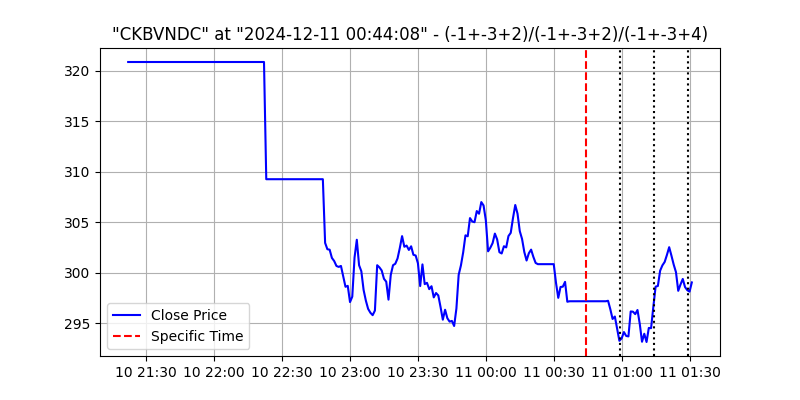 "CKBVNDC" at "2024-12-11 00:44:08" - (-1+-3+2)/(-1+-3+2)/(-1+-3+4)
320
315
310
305
300
295
Close Price
Specific Time
10 21:30 10 22:00 10 22:30 10 23:00 10 23:30 11 00:00 11 00:30 11 01:00 11 01:30